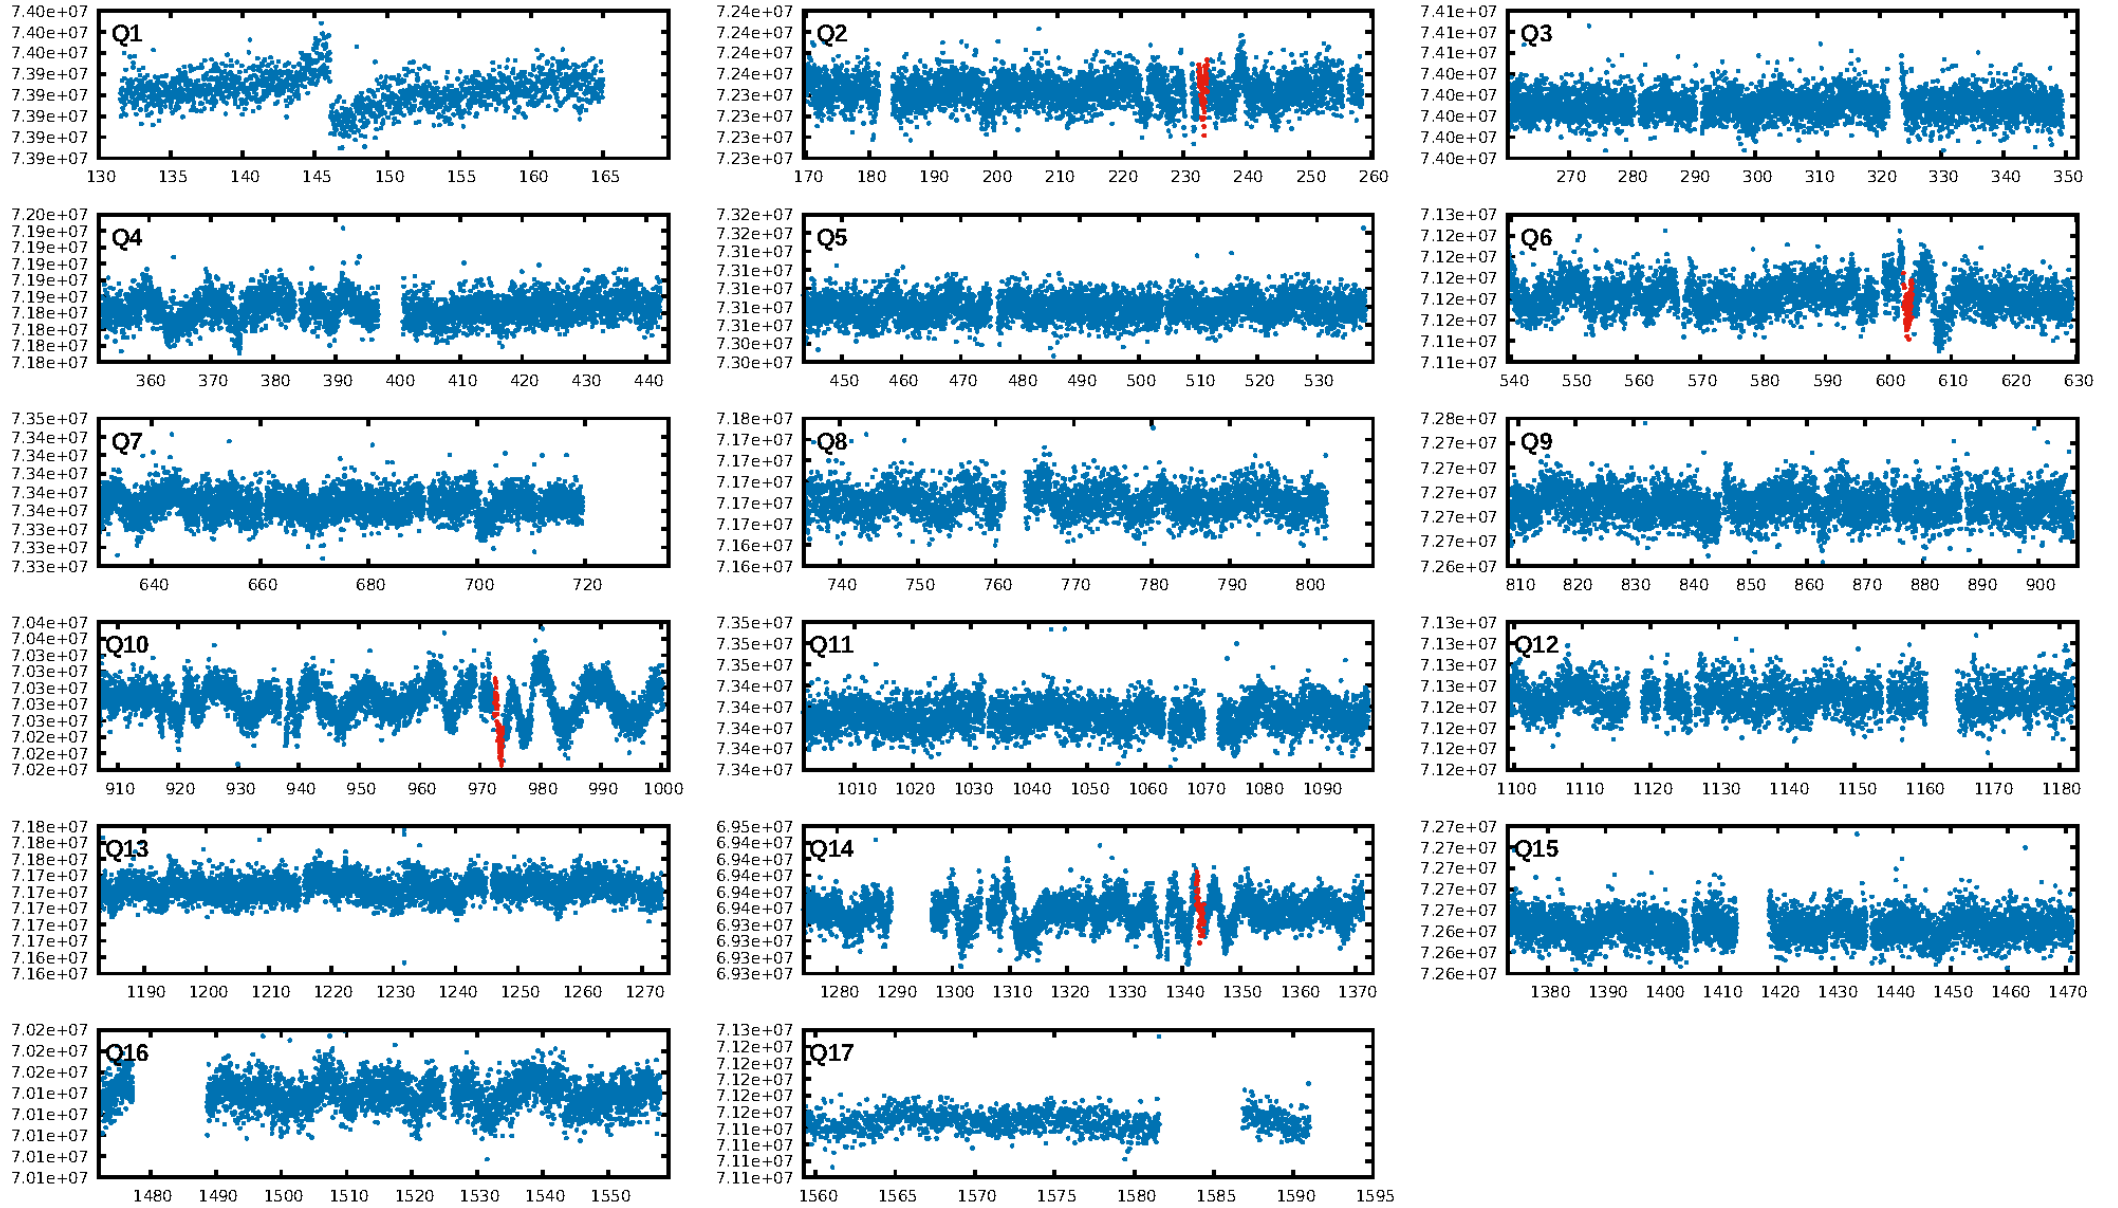 Q1
7.40e+07
7.40e+07
7.40e+07
7.39e+07
7.39e+07
7.39e+07
7.39e+07
7.39e+07
130 135 140 145 150 155 160 165
Q2
7.24e+07
7.24e+07
7.24e+07
7.24e+07
7.23e+07
7.23e+07
7.23e+07
7.23e+07
170 180 190 200 210 220 230 240 250 260
Q3
7.41e+07
7.41e+07
7.41e+07
7.40e+07
7.40e+07
7.40e+07
7.40e+07
7.40e+07
270 280 290 300 310 320 330 340 350
Q4
7.20e+07
7.19e+07
7.19e+07
7.19e+07
7.19e+07
7.19e+07
7.18e+07
7.18e+07
7.18e+07
7.18e+07
360 370 380 390 400 410 420 430 440
Q5
7.32e+07
7.32e+07
7.31e+07
7.31e+07
7.31e+07
7.31e+07
7.31e+07
7.30e+07
7.30e+07
450 460 470 480 490 500 510 520 530
Q6
7.13e+07
7.12e+07
7.12e+07
7.12e+07
7.12e+07
7.12e+07
7.11e+07
7.11e+07
540 550 560 570 580 590 600 610 620 630
Q7
7.35e+07
7.34e+07
7.34e+07
7.34e+07
7.34e+07
7.34e+07
7.33e+07
7.33e+07
7.33e+07
640 660 680 700 720
Q8
7.18e+07
7.17e+07
7.17e+07
7.17e+07
7.17e+07
7.17e+07
7.16e+07
7.16e+07
740 750 760 770 780 790 800
Q9
7.28e+07
7.27e+07
7.27e+07
7.27e+07
7.27e+07
7.27e+07
7.26e+07
810 820 830 840 850 860 870 880 890 900
Q10
7.04e+07
7.04e+07
7.03e+07
7.03e+07
7.03e+07
7.03e+07
7.03e+07
7.02e+07
7.02e+07
7.02e+07
910 920 930 940 950 960 970 980 990 1000
Q11
7.35e+07
7.35e+07
7.35e+07
7.34e+07
7.34e+07
7.34e+07
7.34e+07
7.34e+07
1010 1020 1030 1040 1050 1060 1070 1080 1090
Q12
7.13e+07
7.13e+07
7.13e+07
7.13e+07
7.12e+07
7.12e+07
7.12e+07
7.12e+07
1100 1110 1120 1130 1140 1150 1160 1170 1180
Q13
7.18e+07
7.18e+07
7.18e+07
7.17e+07
7.17e+07
7.17e+07
7.17e+07
7.17e+07
7.16e+07
7.16e+07
1190 1200 1210 1220 1230 1240 1250 1260 1270
Q14
6.95e+07
6.94e+07
6.94e+07
6.94e+07
6.94e+07
6.94e+07
6.93e+07
6.93e+07
6.93e+07
6.93e+07
1280 1290 1300 1310 1320 1330 1340 1350 1360 1370
Q15
7.27e+07
7.27e+07
7.27e+07
7.27e+07
7.27e+07
7.26e+07
7.26e+07
7.26e+07
1380 1390 1400 1410 1420 1430 1440 1450 1460 1470
Q16
7.02e+07
7.02e+07
7.02e+07
7.01e+07
7.01e+07
7.01e+07
7.01e+07
7.01e+07
1480 1490 1500 1510 1520 1530 1540 1550
Q17
7.13e+07
7.12e+07
7.12e+07
7.12e+07
7.12e+07
7.12e+07
7.11e+07
7.11e+07
7.11e+07
7.11e+07
1560 1565 1570 1575 1580 1585 1590 1595